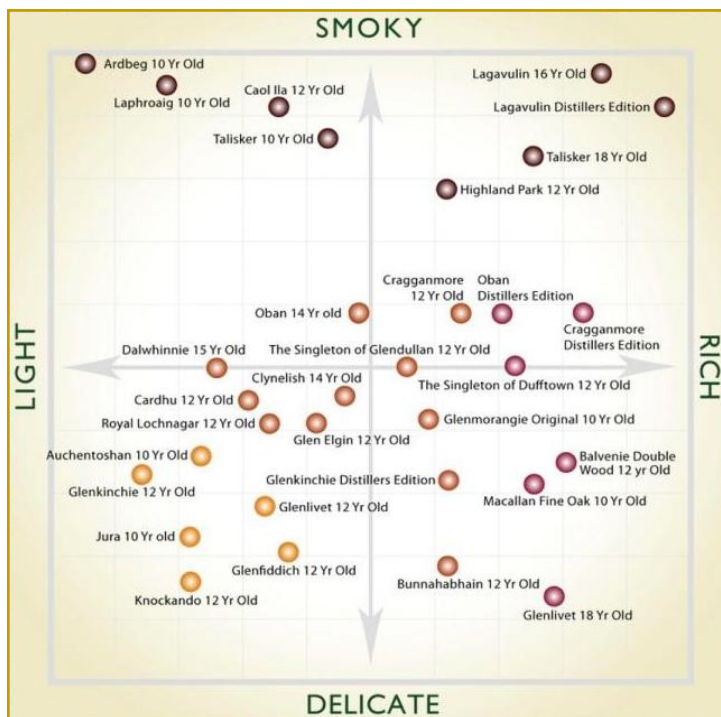 SMOKY
Ardbeg 10 Yr Old
Lagavulin 16 Yr Old
Caol Ila 12 Yr Old
Laphroaig 10 Yr Old
Lagavulin Distillers Edition
Talisker 10 Yr Old
Talisker 18 Yr Old
Highland Park 12 Yr Old
Cragganmore
12 Yr Old
Oban
Distillers Edition
Oban 14 Yr old
Cragganmore
Distillers Edition
LIGHT
RICH
Dalwhinnie 15 Yr Old
The Singleton of Glendullan 12 Yr Old
Clynelish 14 Yr Old
The Singleton of Dufftown 12 Yr Old
Cardhu 12 Yr Old
Royal Lochnagar 12 Yr Old
Glen Elgin 12 Yr Old
Glenmorangie Original 10 Yr Old
Auchentoshan 10 Yr Old
Balvenie Double
Wood 12 yr Old
Glenkinchie 12 Yr Old
Glenkinchie Distillers Edition
Macallan Fine Oak 10 Yr Old
Glenlivet 12 Yr Old
Jura 10 Yr old
Glenfiddich 12 Yr Old
Bunnahabhain 12 Yr Old
Knockando 12 Yr Old
Glenlivet 18 Yr Old
DELICATE